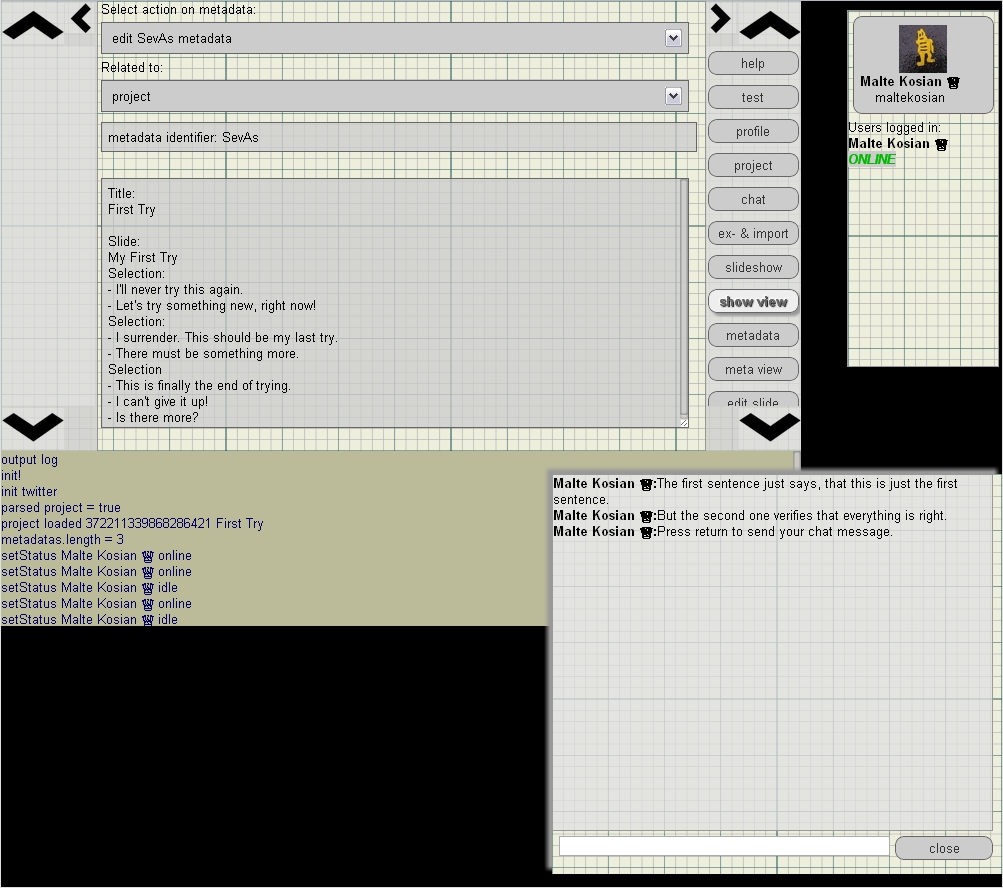 Select action on metadata:
edit SevAs metadata
Related to:
project
metadata identifier: SevAs
Title:
First Try
Slide:
My First Try
Selection:
- I'll never try this again.
- Let's try something new, right now!
Selection:
- I surrender. This should be my last try.
- There must be something more.
Selection
- This is finally the end of trying.
- I can't give it up!
- Is there more?
help
test
profile
project
chat
ex- & import
slideshow
show view
metadata
meta view
edit slide
Malte Kosian
maltekosian
Users logged in:
Malte Kosian
ONLINE
output log
init!
init twitter
parsed project = true
project loaded 372211339868286421 First Try
metadatas.length = 3
setStatus Malte Kosian online
setStatus Malte Kosian online
setStatus Malte Kosian idle
setStatus Malte Kosian online
setStatus Malte Kosian idle
Malte Kosian :The first sentence just says, that this is just the first
sentence.
Malte Kosian :But the second one verifies that everything is right.
Malte Kosian :Press return to send your chat message.
close